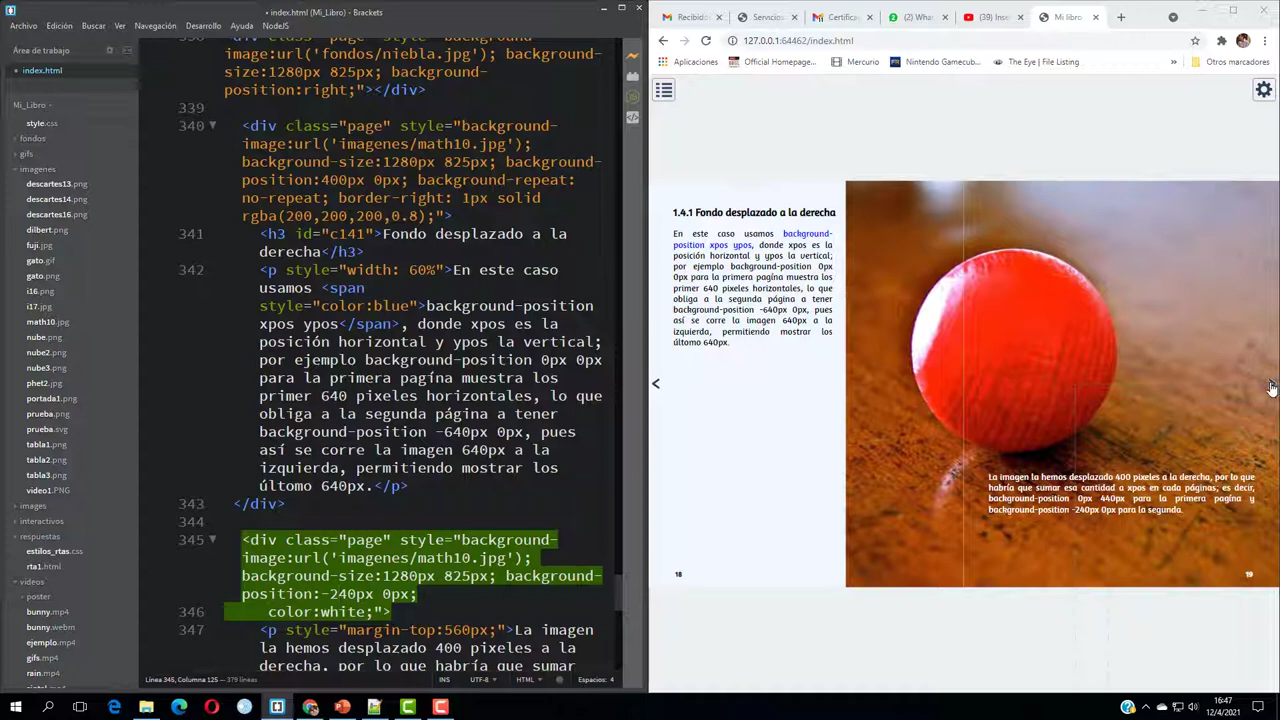 • index.html (Mi_Libro) - Brackets
Archivo Editar Buscar Ver Navegación Desarrollo Ayuda NodeJS
Área de trabajo
• index.html
Mi_Libro
style.css
fondos
gifs
imagenes
descartes13.png
descartes14.png
descartes16.png
dilbert.png
fuji.jpg
gato.gif
gato.png
i16.png
i17.jpg
math10.jpg
nube.png
nube2.png
nube3.png
phet2.jpg
portada1.png
prueba.png
prueba.svg
tabla1.png
tabla2.png
tabla3.png
video1.PNG
images
interactivos
respuestas
estilos_rtas.css
rta1.html
videos
poster
bunny.mp4
bunny.webm
ejemplo.mp4
gifs.mp4
rain.mp4
image:url('fondos/niebla.jpg'); background-
size:1280px 825px; background-
position:right;"></div>
339
340 <div class="page" style="background-
image:url('imagenes/math10.jpg');
background-size:1280px 825px; background-
position:400px 0px; background-repeat:
no-repeat; border-right: 1px solid
rgba(200,200,200,0.8);">
341 <h3 id="c141">Fondo desplazado a la
derecha</h3>
342 <p style="width: 60%">En este caso
usamos <span
style="color:blue">background-position
xpos ypos</span>, donde xpos es la
posición horizontal y ypos la vertical;
por ejemplo background-position 0px 0px
para la primera pagína muestra los
primer 640 pixeles horizontales, lo que
obliga a la segunda página a tener
background-position -640px 0px, pues
así se corre la imagen 640px a la
izquierda, permitiendo mostrar los
últomo 640px.</p>
343 </div>
344
345 <div class="page" style="background-
image:url('imagenes/math10.jpg');
background-size:1280px 825px; background-
position:-240px 0px;
346 color:white;">
347 <p style="margin-top:560px;">La imagen
la hemos desplazado 400 pixeles a la
derecha, por lo que habría que sumar
Línea 345, Columna 125 — 379 líneas INS UTF-8 HTML Espacios: 4
Recibidos Servicios Certifica (2) What (39) Inse Mi libro
127.0.0.1:64462/index.html
Aplicaciones Official Homepage... Mercurio Nintendo Gamecub... The Eye | File Listing » Otros marcadores
1.4.1 Fondo desplazado a la derecha
En este caso usamos background-
position xpos ypos, donde xpos es la
posición horizontal y ypos la vertical;
por ejemplo background-position 0px
0px para la primera pagína muestra los
primer 640 pixeles horizontales, lo que
obliga a la segunda página a tener
background-position -640px 0px, pues
así se corre la imagen 640px a la
izquierda, permitiendo mostrar los
últomo 640px.
La imagen la hemos desplazado 400 pixeles a la derecha, por lo que
habría que sumar esa cantidad a xpos en cada páginas; es decir,
background-position 0px 440px para la primera pagína y
background-position -240px 0px para la segunda.
18
19
16:47
12/4/2021